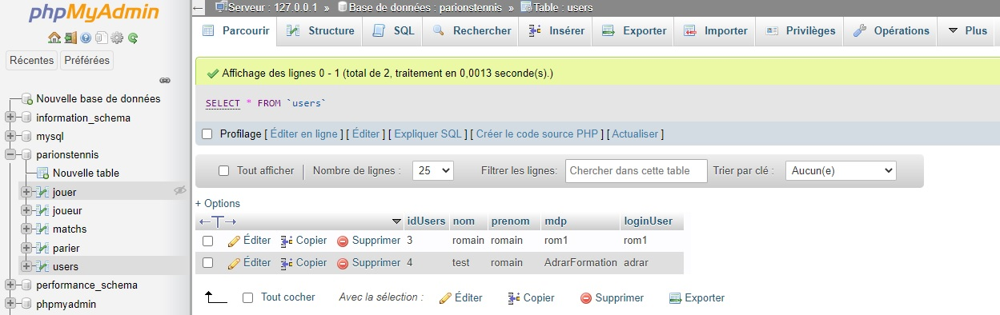 phpMyAdmin
Récentes Préférées
Nouvelle base de données
information_schema
mysql
parionstennis
Nouvelle table
jouer
joueur
matchs
parier
users
performance_schema
phpmyadmin
Serveur : 127.0.0.1 » Base de données : parionstennis » Table : users
Parcourir Structure SQL Rechercher Insérer Exporter Importer Privilèges Opérations Plus
Affichage des lignes 0 - 1 (total de 2, traitement en 0,0013 seconde(s).)
SELECT * FROM `users`
Profilage [ Éditer en ligne ] [ Éditer ] [ Expliquer SQL ] [ Créer le code source PHP ] [ Actualiser ]
Tout afficher Nombre de lignes : 25 Filtrer les lignes: Chercher dans cette table Trier par clé : Aucun(e)
+ Options
idUsers nom prenom mdp loginUser
Éditer Copier Supprimer 3 romain romain rom1 rom1
Éditer Copier Supprimer 4 test romain AdrarFormation adrar
Tout cocher Avec la sélection : Éditer Copier Supprimer Exporter